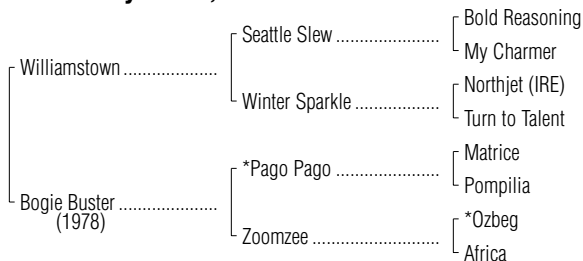 Bold Reasoning
Seattle Slew ......................
My Charmer
Williamstown ....................
Northjet (IRE)
Winter Sparkle ..................
Turn to Talent
Matrice
*Pago Pago ......................
Pompilia
Bogie Buster .....................
(1978)
*Ozbeg
Zoomzee ...........................
Africa